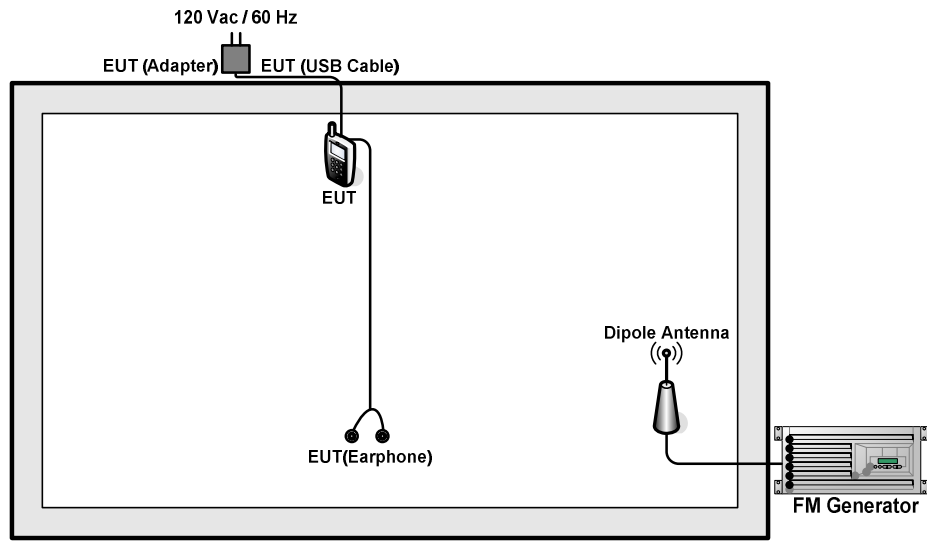 120 Vac / 60 Hz
EUT (Adapter) EUT (USB Cable)
EUT
Dipole Antenna
EUT(Earphone)
FM Generator